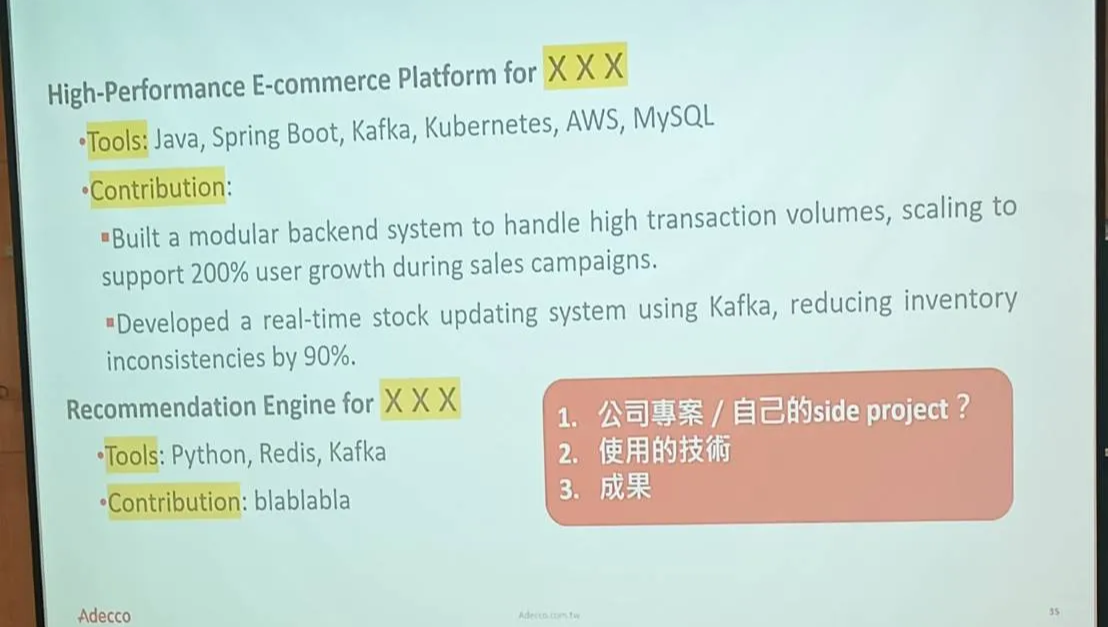 High-Performance E-commerce Platform for X X X
•Tools: Java, Spring Boot, Kafka, Kubernetes, AWS, MySQL
•Contribution:
▪Built a modular backend system to handle high transaction volumes, scaling to
support 200% user growth during sales campaigns.
▪Developed a real-time stock updating system using Kafka, reducing inventory
inconsistencies by 90%.
Recommendation Engine for X X X
•Tools: Python, Redis, Kafka
•Contribution: blablabla
1. 公司專案 / 自己的side project？
2. 使用的技術
3. 成果
Adecco
Adecco.com.tw
35